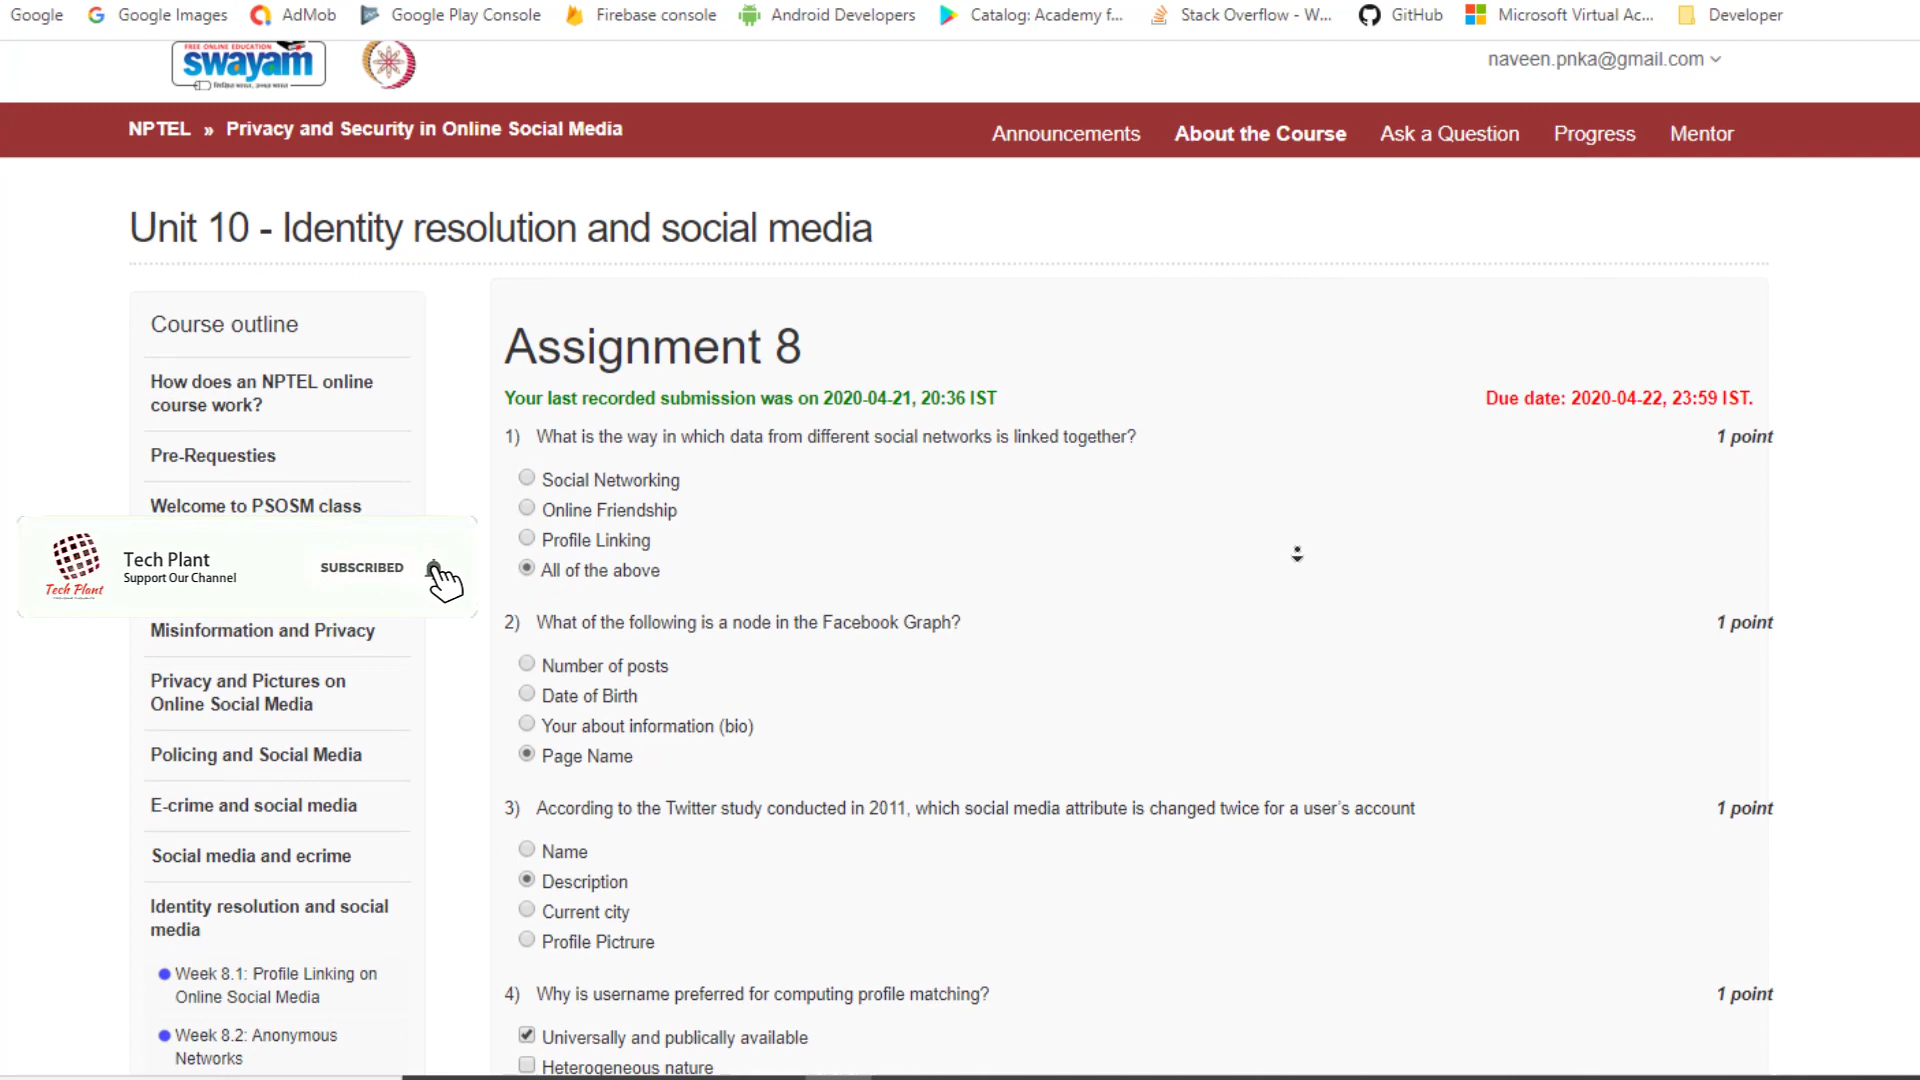 Google Google Images AdMob Google Play Console Firebase console Android Developers Catalog: Academy f... Stack Overflow - W... GitHub Microsoft Virtual Ac... Developer
FREE ONLINE EDUCATION
swayam
naveen.pnka@gmail.com
NPTEL » Privacy and Security in Online Social Media
Announcements About the Course Ask a Question Progress Mentor
Unit 10 - Identity resolution and social media
Course outline
How does an NPTEL online
course work?
Pre-Requesties
Welcome to PSOSM class
Tech Plant
Support Our Channel
SUBSCRIBED
Tech Plant
Misinformation and Privacy
Privacy and Pictures on
Online Social Media
Policing and Social Media
E-crime and social media
Social media and ecrime
Identity resolution and social
media
Week 8.1: Profile Linking on
Online Social Media
Week 8.2: Anonymous
Networks
Assignment 8
Your last recorded submission was on 2020-04-21, 20:36 IST Due date: 2020-04-22, 23:59 IST.
1) What is the way in which data from different social networks is linked together? 1 point
Social Networking
Online Friendship
Profile Linking
All of the above
2) What of the following is a node in the Facebook Graph? 1 point
Number of posts
Date of Birth
Your about information (bio)
Page Name
3) According to the Twitter study conducted in 2011, which social media attribute is changed twice for a user's account 1 point
Name
Description
Current city
Profile Pictrure
4) Why is username preferred for computing profile matching? 1 point
Universally and publically available
Heterogeneous nature